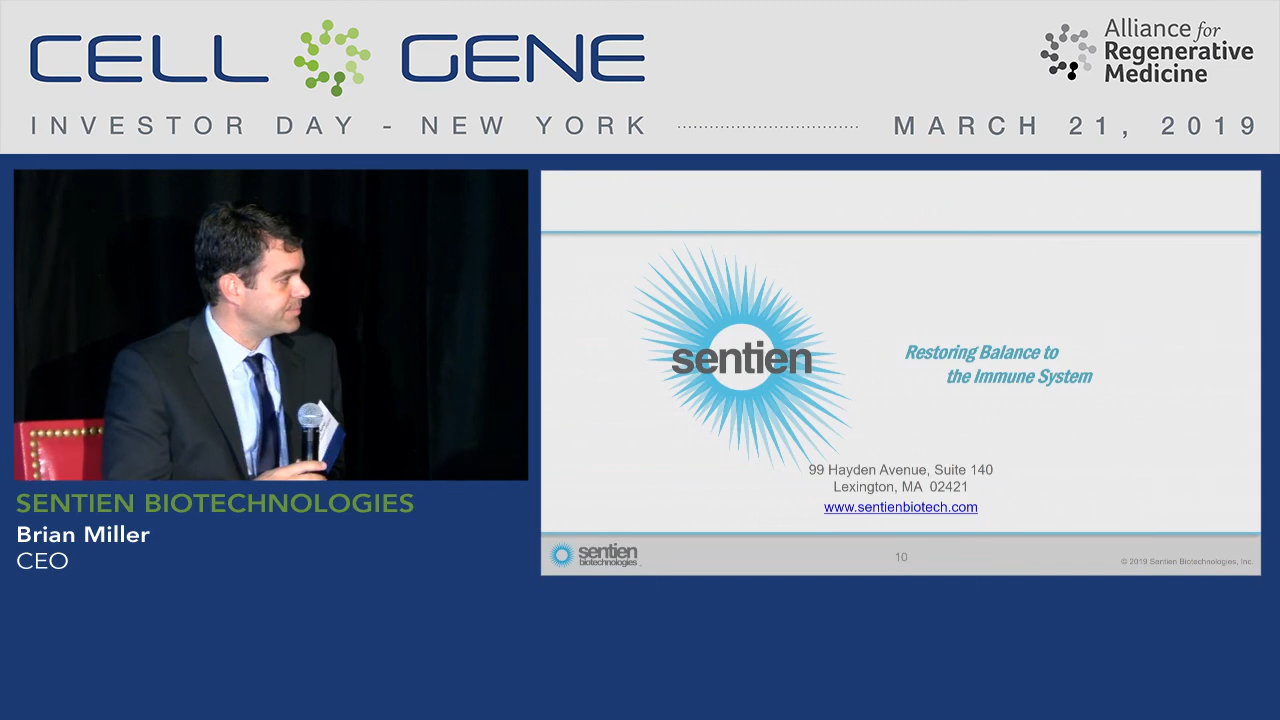 CELL GENE
Alliance for
Regenerative
Medicine
INVESTOR DAY - NEW YORK MARCH 21, 2019
sentien
Restoring Balance to
the Immune System
99 Hayden Avenue, Suite 140
Lexington, MA 02421
www.sentienbiotech.com
sentien
biotechnologies
10
© 2019 Sentien Biotechnologies, Inc.
SENTIEN BIOTECHNOLOGIES
Brian Miller
CEO